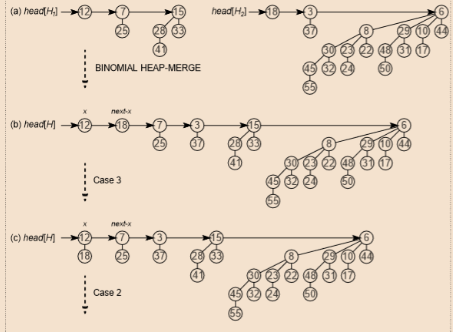 (a) head[H₁] 12 7 15 head[H₂] 18 3 6
25 28 33 37 8 29 10 44
41 30 23 22 48 31 17
45 32 24 50
55
BINOMIAL HEAP-MERGE
x next-x
(b) head[H] 12 18 7 3 15 6
25 37 28 33 8 29 10 44
41 30 23 22 48 31 17
45 32 24 50
55
Case 3
x next-x
(c) head[H] 12 7 3 15 6
18 25 37 28 33 8 29 10 44
41 30 23 22 48 31 17
45 32 24 50
55
Case 2